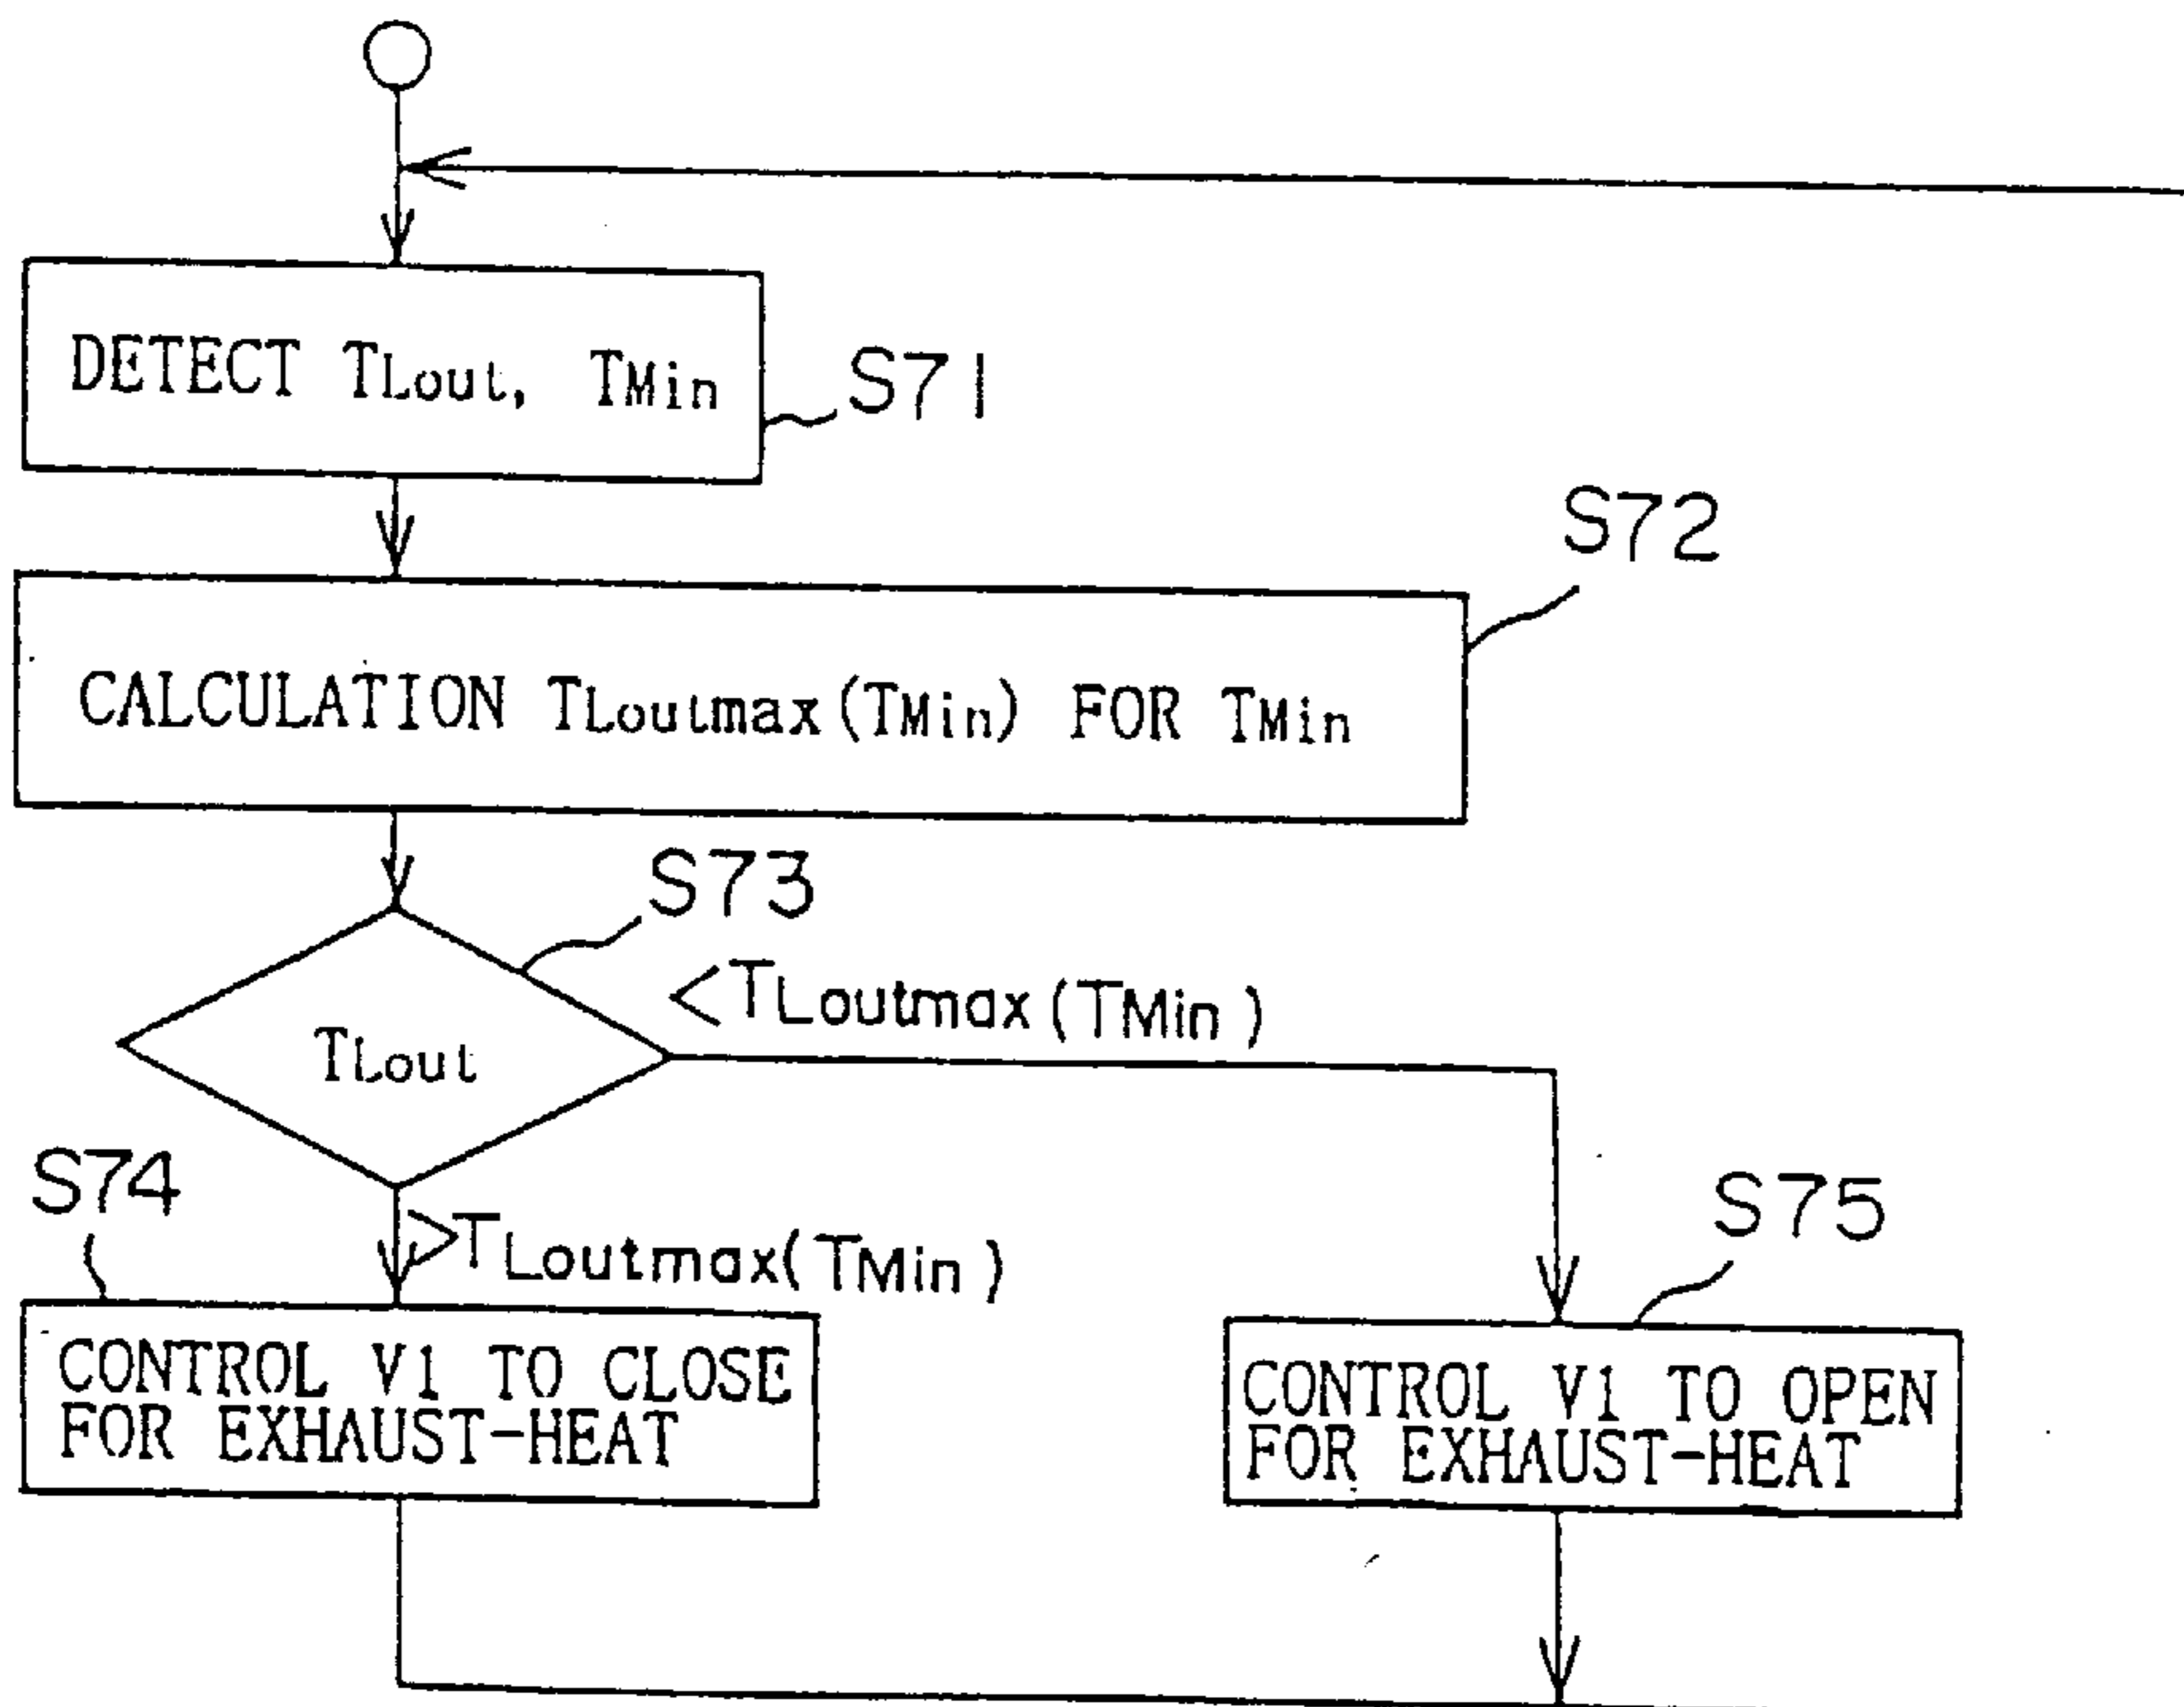 DETECT TLout, TMin
S71
S72
CALCULATION TLoutmax(TMin) FOR TMin
S73
<TLoutmax(TMin)
TLout
S74
>TLoutmax(TMin)
S75
CONTROL V1 TO CLOSE
FOR EXHAUST-HEAT
CONTROL V1 TO OPEN
FOR EXHAUST-HEAT